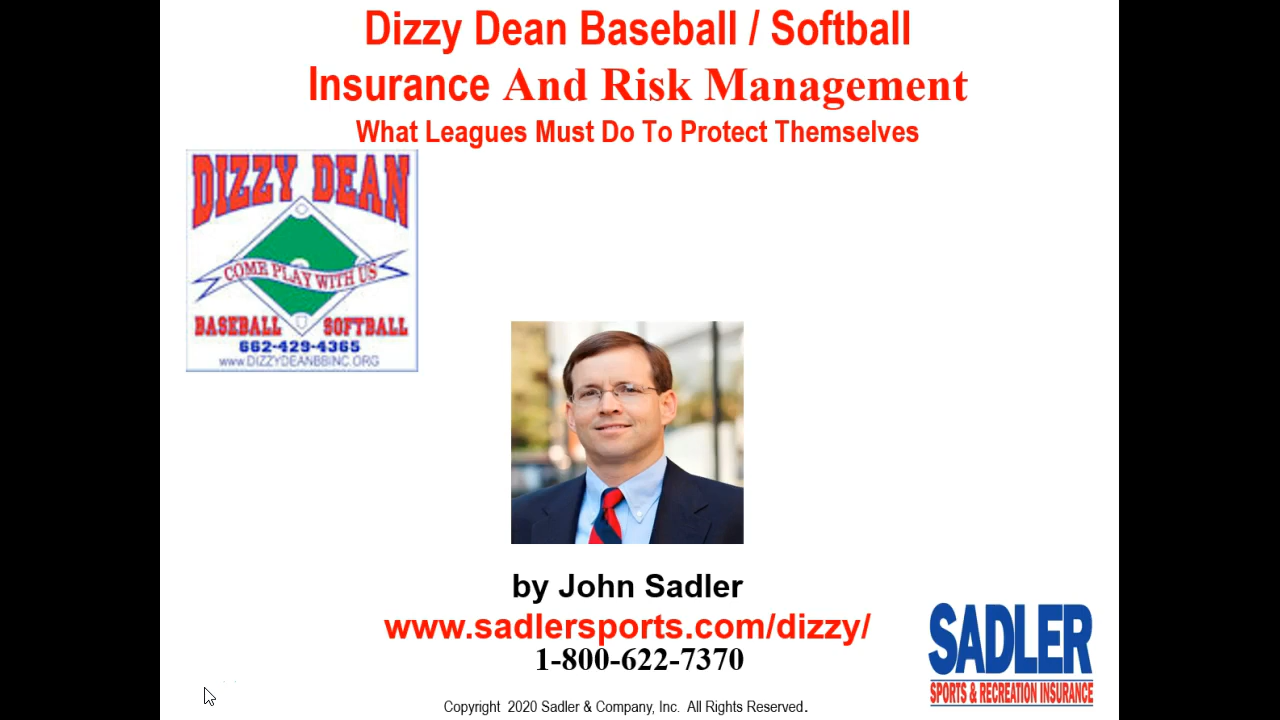 Dizzy Dean Baseball / Softball
Insurance And Risk Management
What Leagues Must Do To Protect Themselves
DIZZY DEAN
COME PLAY WITH US
BASEBALL SOFTBALL
662-429-4365
www.DIZZYDEANBBINC.ORG
by John Sadler
www.sadlersports.com/dizzy/
1-800-622-7370
SADLER
SPORTS & RECREATION INSURANCE
Copyright 2020 Sadler & Company, Inc. All Rights Reserved.